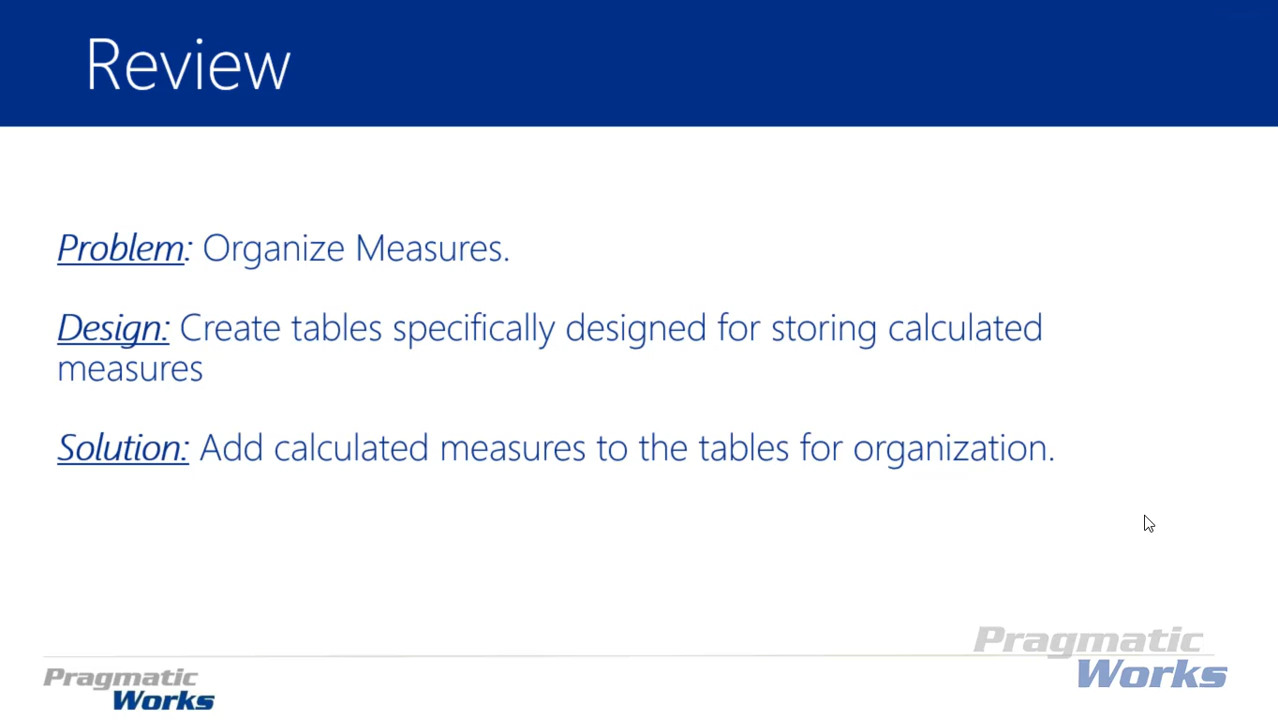 Review
Problem: Organize Measures.
Design: Create tables specifically designed for storing calculated
measures
Solution: Add calculated measures to the tables for organization.
Pragmatic
Works
Pragmatic
Works